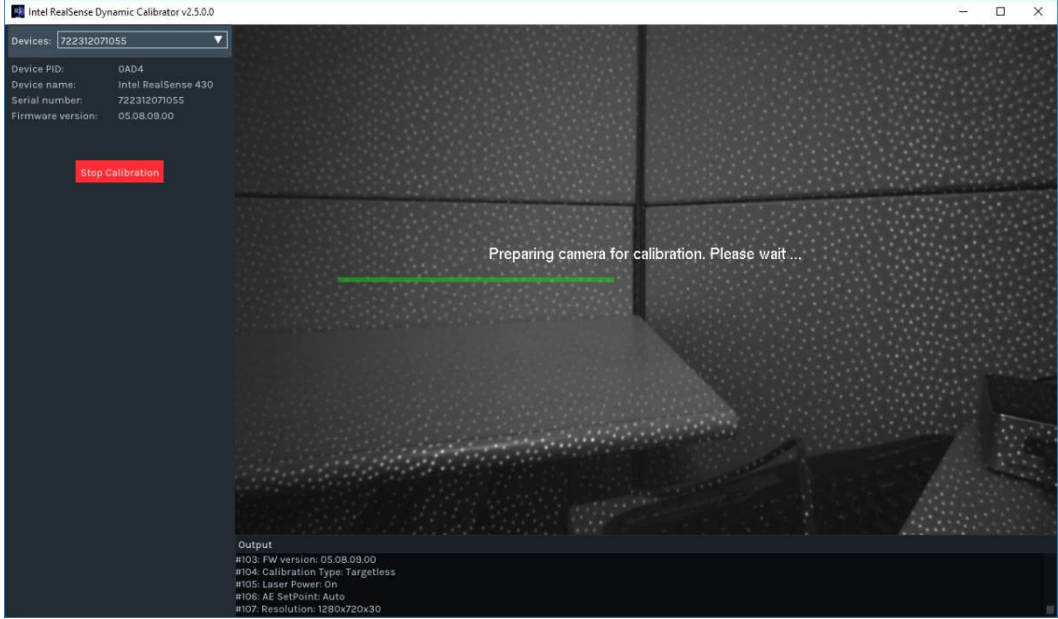 Intel RealSense Dynamic Calibrator v2.5.0.0
Devices: 722312071055
Device PID: 0AD4
Device name: Intel RealSense 430
Serial number: 722312071055
Firmware version: 05.08.09.00
Stop Calibration
Preparing camera for calibration. Please wait ...
Output
#103: FW version: 05.08.09.00
#104: Calibration Type: Targetless
#105: Laser Power: On
#106: AE SetPoint: Auto
#107: Resolution: 1280x720x30